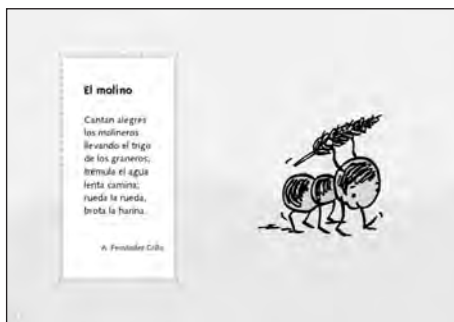 El molino
Cantan alegres
los molineros
llevando el trigo
de los graneros;
trémula el agua
lenta camina;
rueda la rueda,
brota la harina.
A. Fernández Grilo